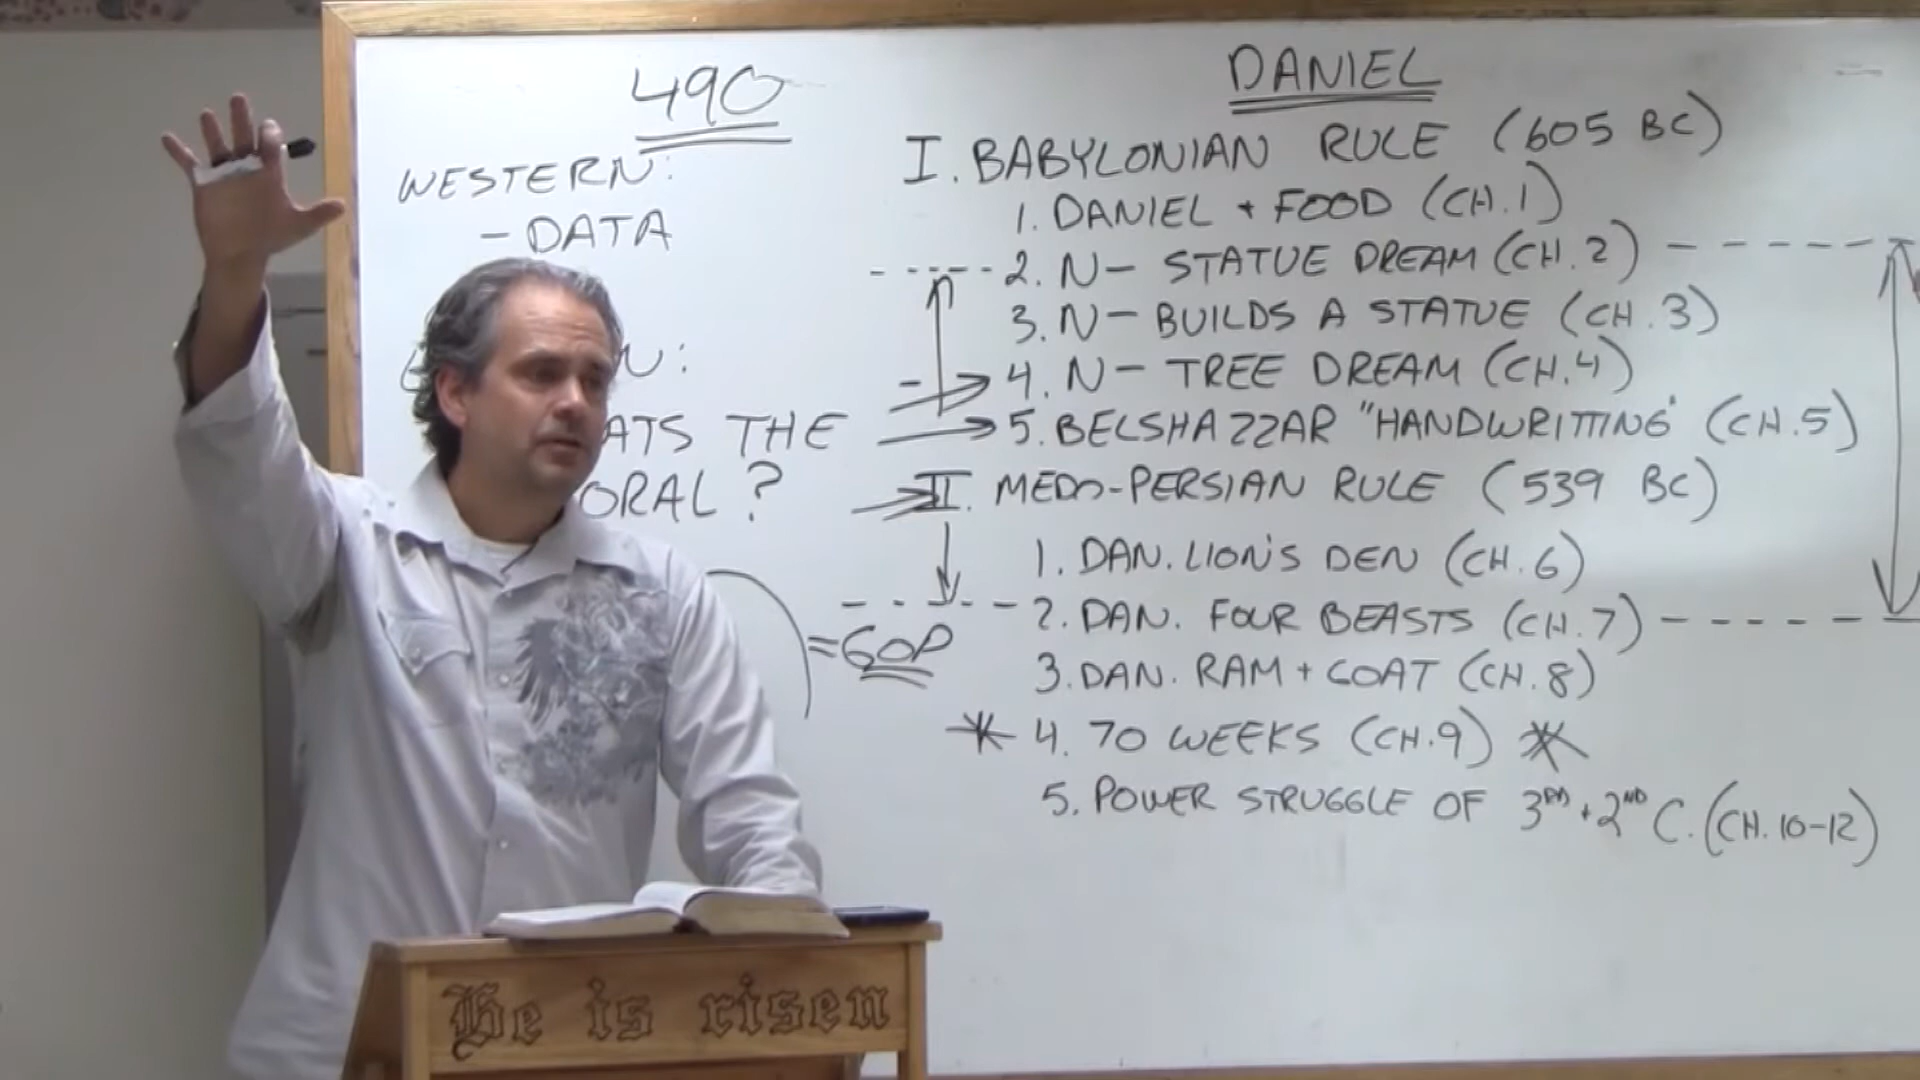 490
WESTERN:
- DATA
N:
ATS THE
ORAL ?
= GOP
DANIEL
I. BABYLONIAN RULE (605 BC)
1. DANIEL + FOOD (CH. 1)
2. N- STATUE DREAM (CH. 2)
3. N- BUILDS A STATUE (CH. 3)
4. N- TREE DREAM (CH. 4)
5. BELSHAZZAR "HANDWRITTING" (CH. 5)
II. MEDO-PERSIAN RULE (539 BC)
1. DAN. LION'S DEN (CH. 6)
2. DAN. FOUR BEASTS (CH. 7)
3. DAN. RAM + GOAT (CH. 8)
* 4. 70 WEEKS (CH. 9) *
5. POWER STRUGGLE OF 3RD + 2ND C. (CH. 10-12)
He is risen